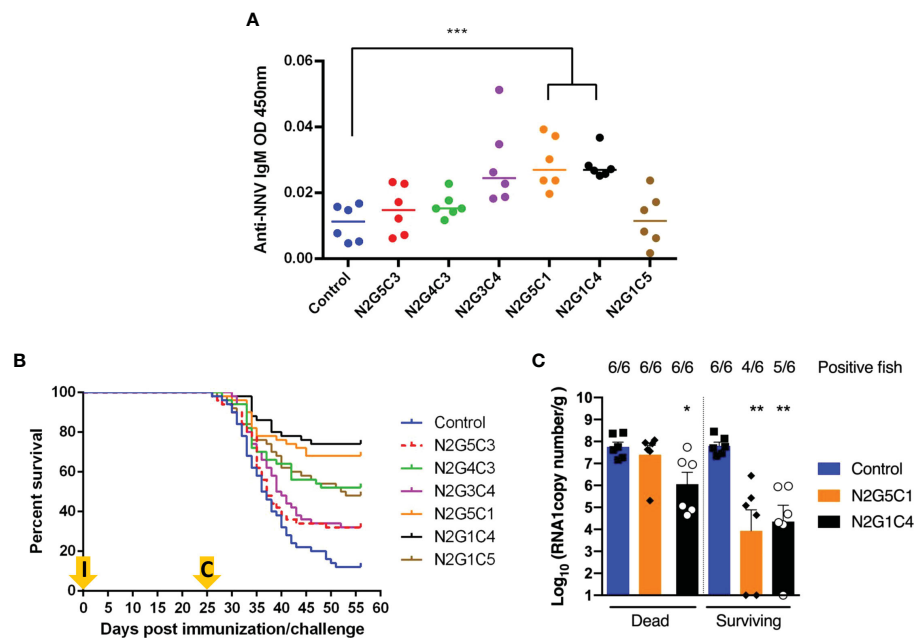 A
***
Anti-NNV IgM OD 450nm
0.06
0.04
0.02
0.00
Control
N2G5C3
N2G4C3
N2G3C4
N2G5C1
N2G1C4
N2G1C5
B
Percent survival
100
80
60
40
20
0
I
C
0 5 10 15 20 25 30 35 40 45 50 55 60
Days post immunization/challenge
Control
N2G5C3
N2G4C3
N2G3C4
N2G5C1
N2G1C4
N2G1C5
C
6/6 6/6 6/6 6/6 4/6 5/6 Positive fish
Log10 (RNA1copy number/g)
10
9
8
7
6
5
4
3
2
1
* ** **
Dead Surviving
Control
N2G5C1
N2G1C4